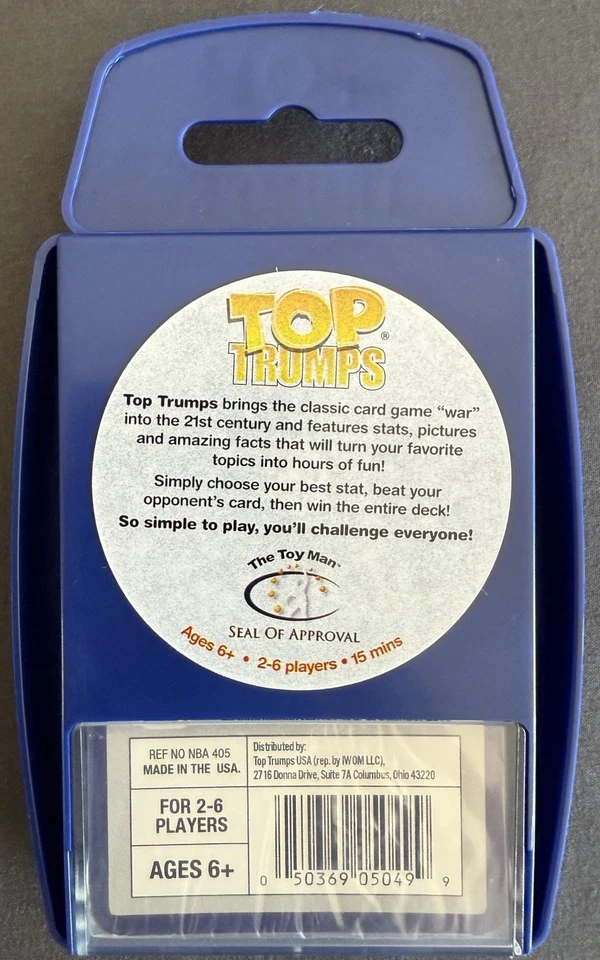 TOP
TRUMPS®
Top Trumps brings the classic card game “war”
into the 21st century and features stats, pictures
and amazing facts that will turn your favorite
topics into hours of fun!
Simply choose your best stat, beat your
opponent’s card, then win the entire deck!
So simple to play, you’ll challenge everyone!
The Toy Man™
SEAL OF APPROVAL
Ages 6+ • 2-6 players • 15 mins
REF NO NBA 405
MADE IN THE USA.
Distributed by:
Top Trumps USA (rep. by IWOM LLC),
2716 Donna Drive, Suite 7A Columbus, Ohio 43220
FOR 2-6
PLAYERS
AGES 6+
0 50369 05049 9